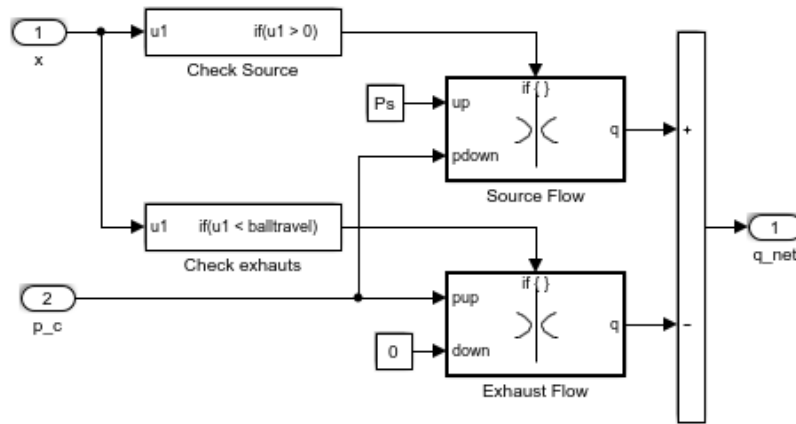 1
x
u1 if(u1 > 0)
Check Source
Ps
if { }
up
pdown
q
Source Flow
+
u1 if(u1 < balltravel)
Check exhauts
2
p_c
0
if { }
pup
down
q
Exhaust Flow
−
1
q_net